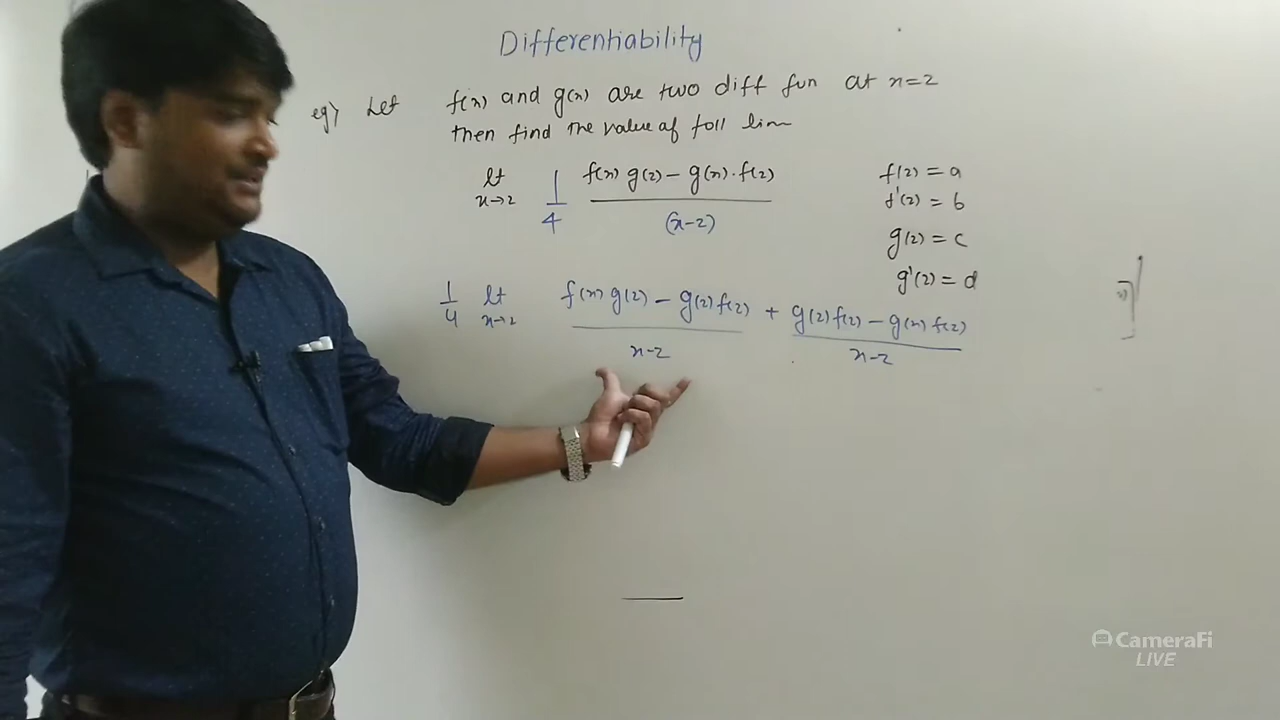 Differentiability
eg) Let f(x) and g(x) are two diff fun at x=2
then find the value of foll lim
lt x→2 1/4 f(x) g(2) – g(x).f(2) / (x-2)
f(2) = a
f'(2) = b
g(2) = c
g'(2) = d
1/4 lt x→2 f(x) g(2) – g(2) f(2) / x-2 + g(2) f(2) – g(x) f(2) / x-2
CameraFi
LIVE